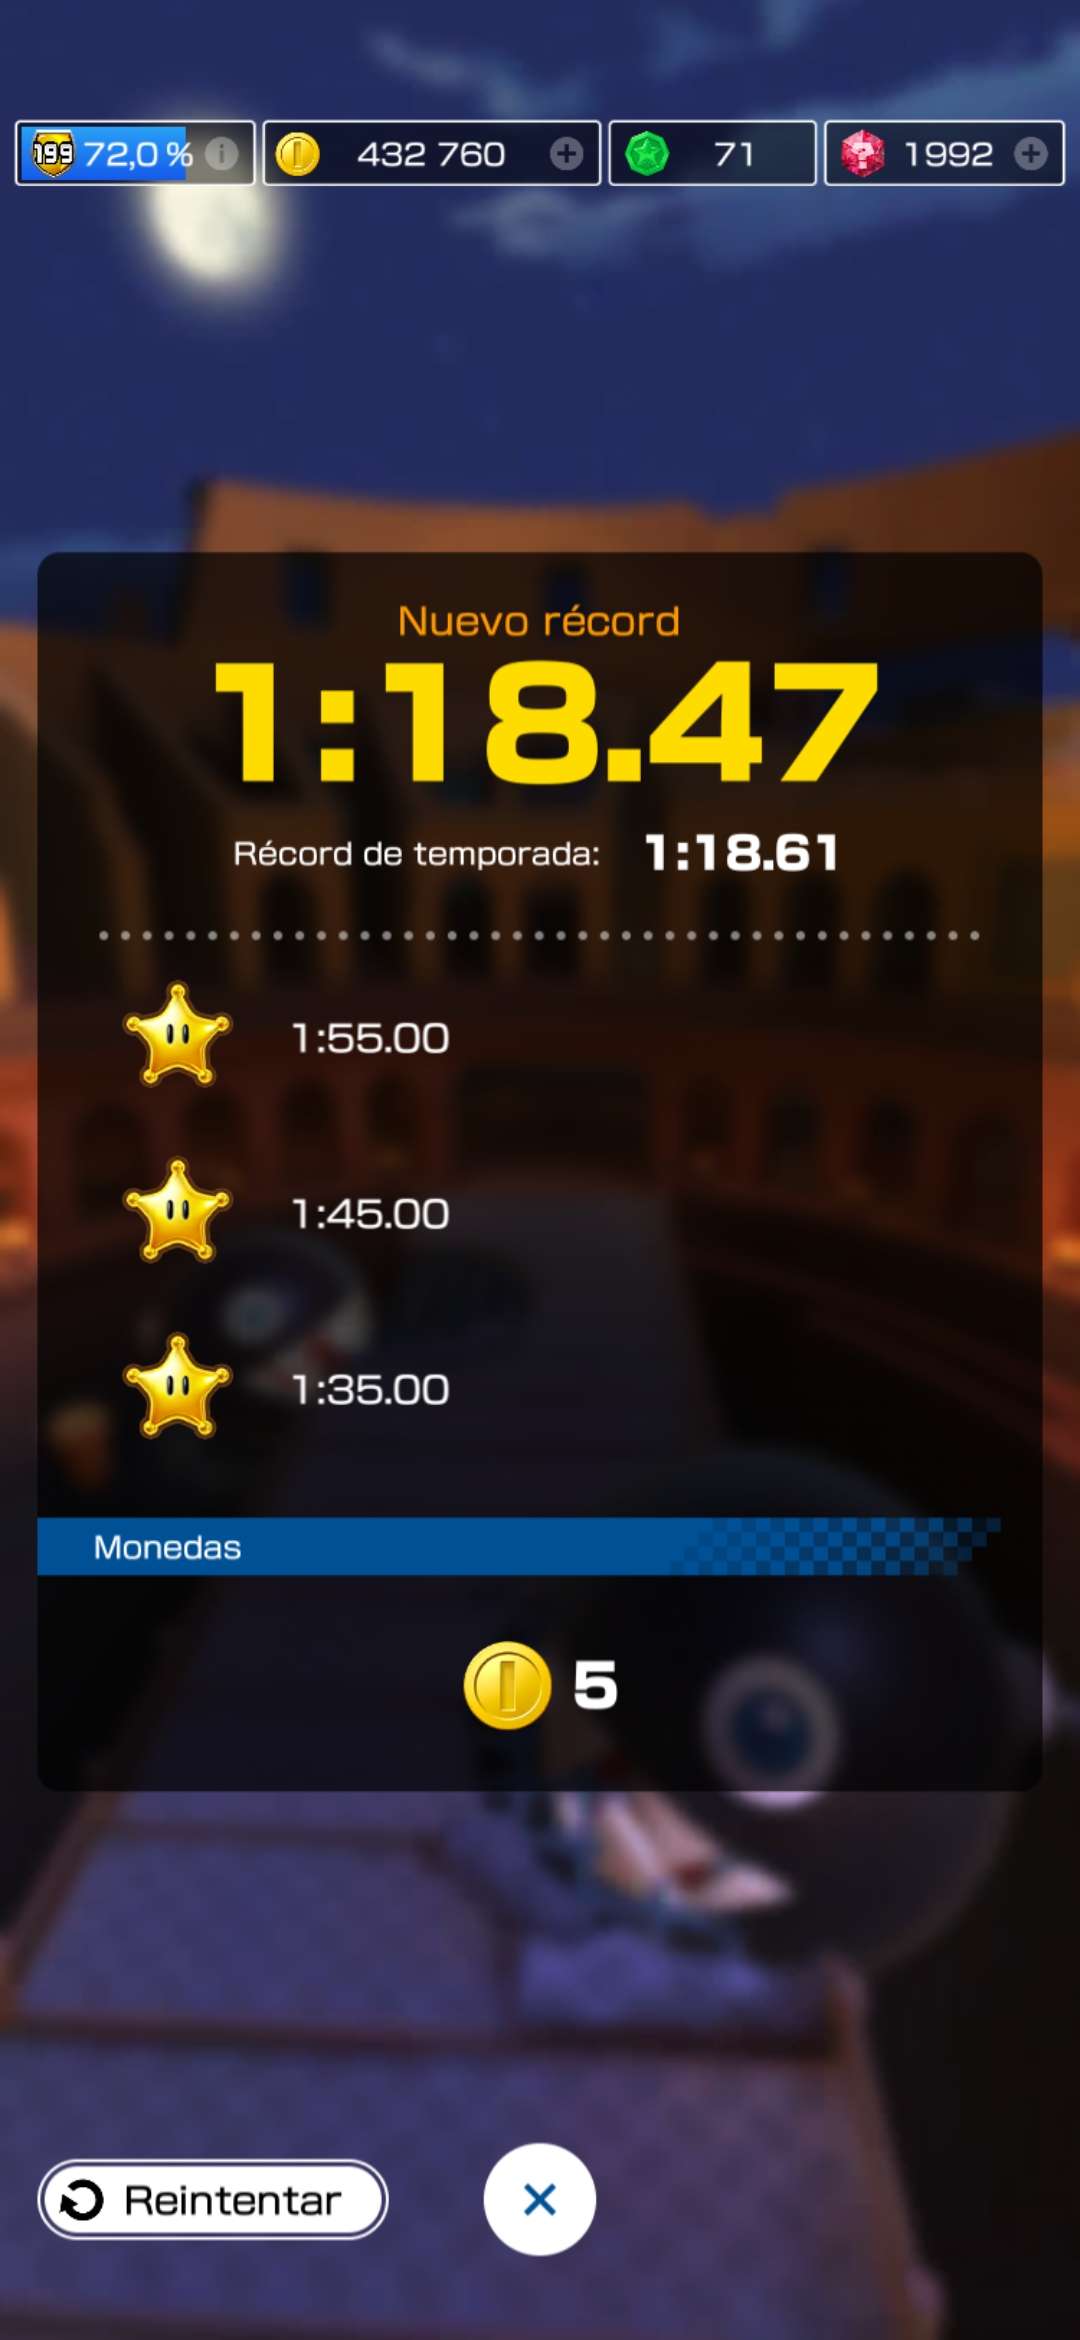 199 72,0 % 432 760 71 1992
Nuevo récord
1:18.47
Récord de temporada: 1:18.61
1:55.00
1:45.00
1:35.00
Monedas
5
Reintentar